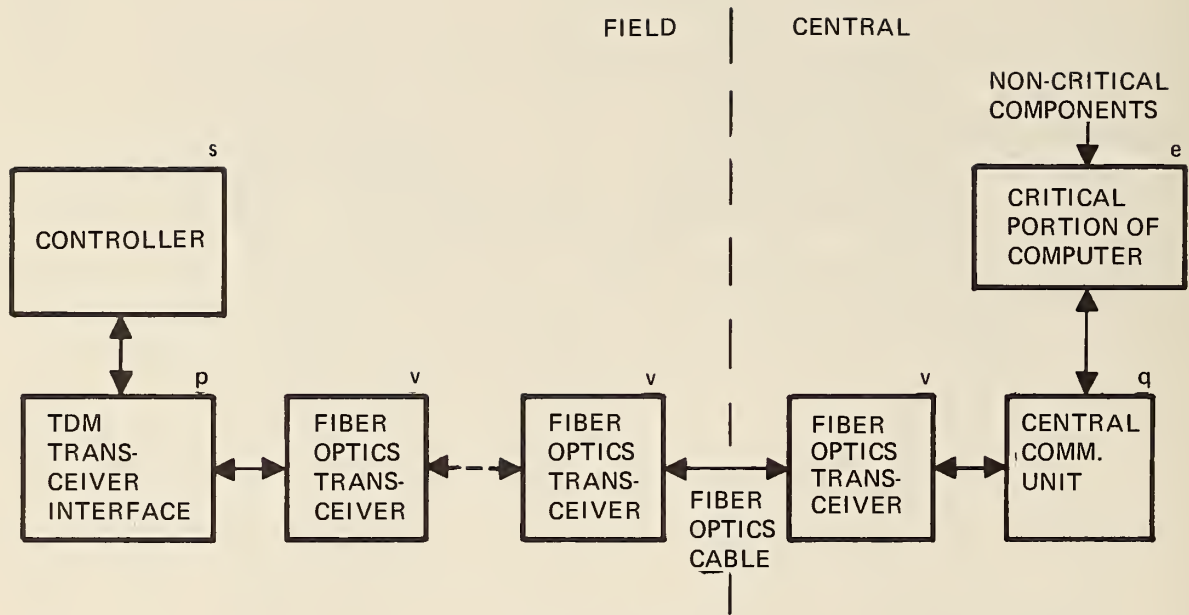 FIELD
CENTRAL
NON-CRITICAL
COMPONENTS
s
CONTROLLER
e
CRITICAL
PORTION OF
COMPUTER
p
TDM
TRANS-
CEIVER
INTERFACE
v
FIBER
OPTICS
TRANS-
CEIVER
v
FIBER
OPTICS
TRANS-
CEIVER
FIBER
OPTICS
CABLE
v
FIBER
OPTICS
TRANS-
CEIVER
q
CENTRAL
COMM.
UNIT